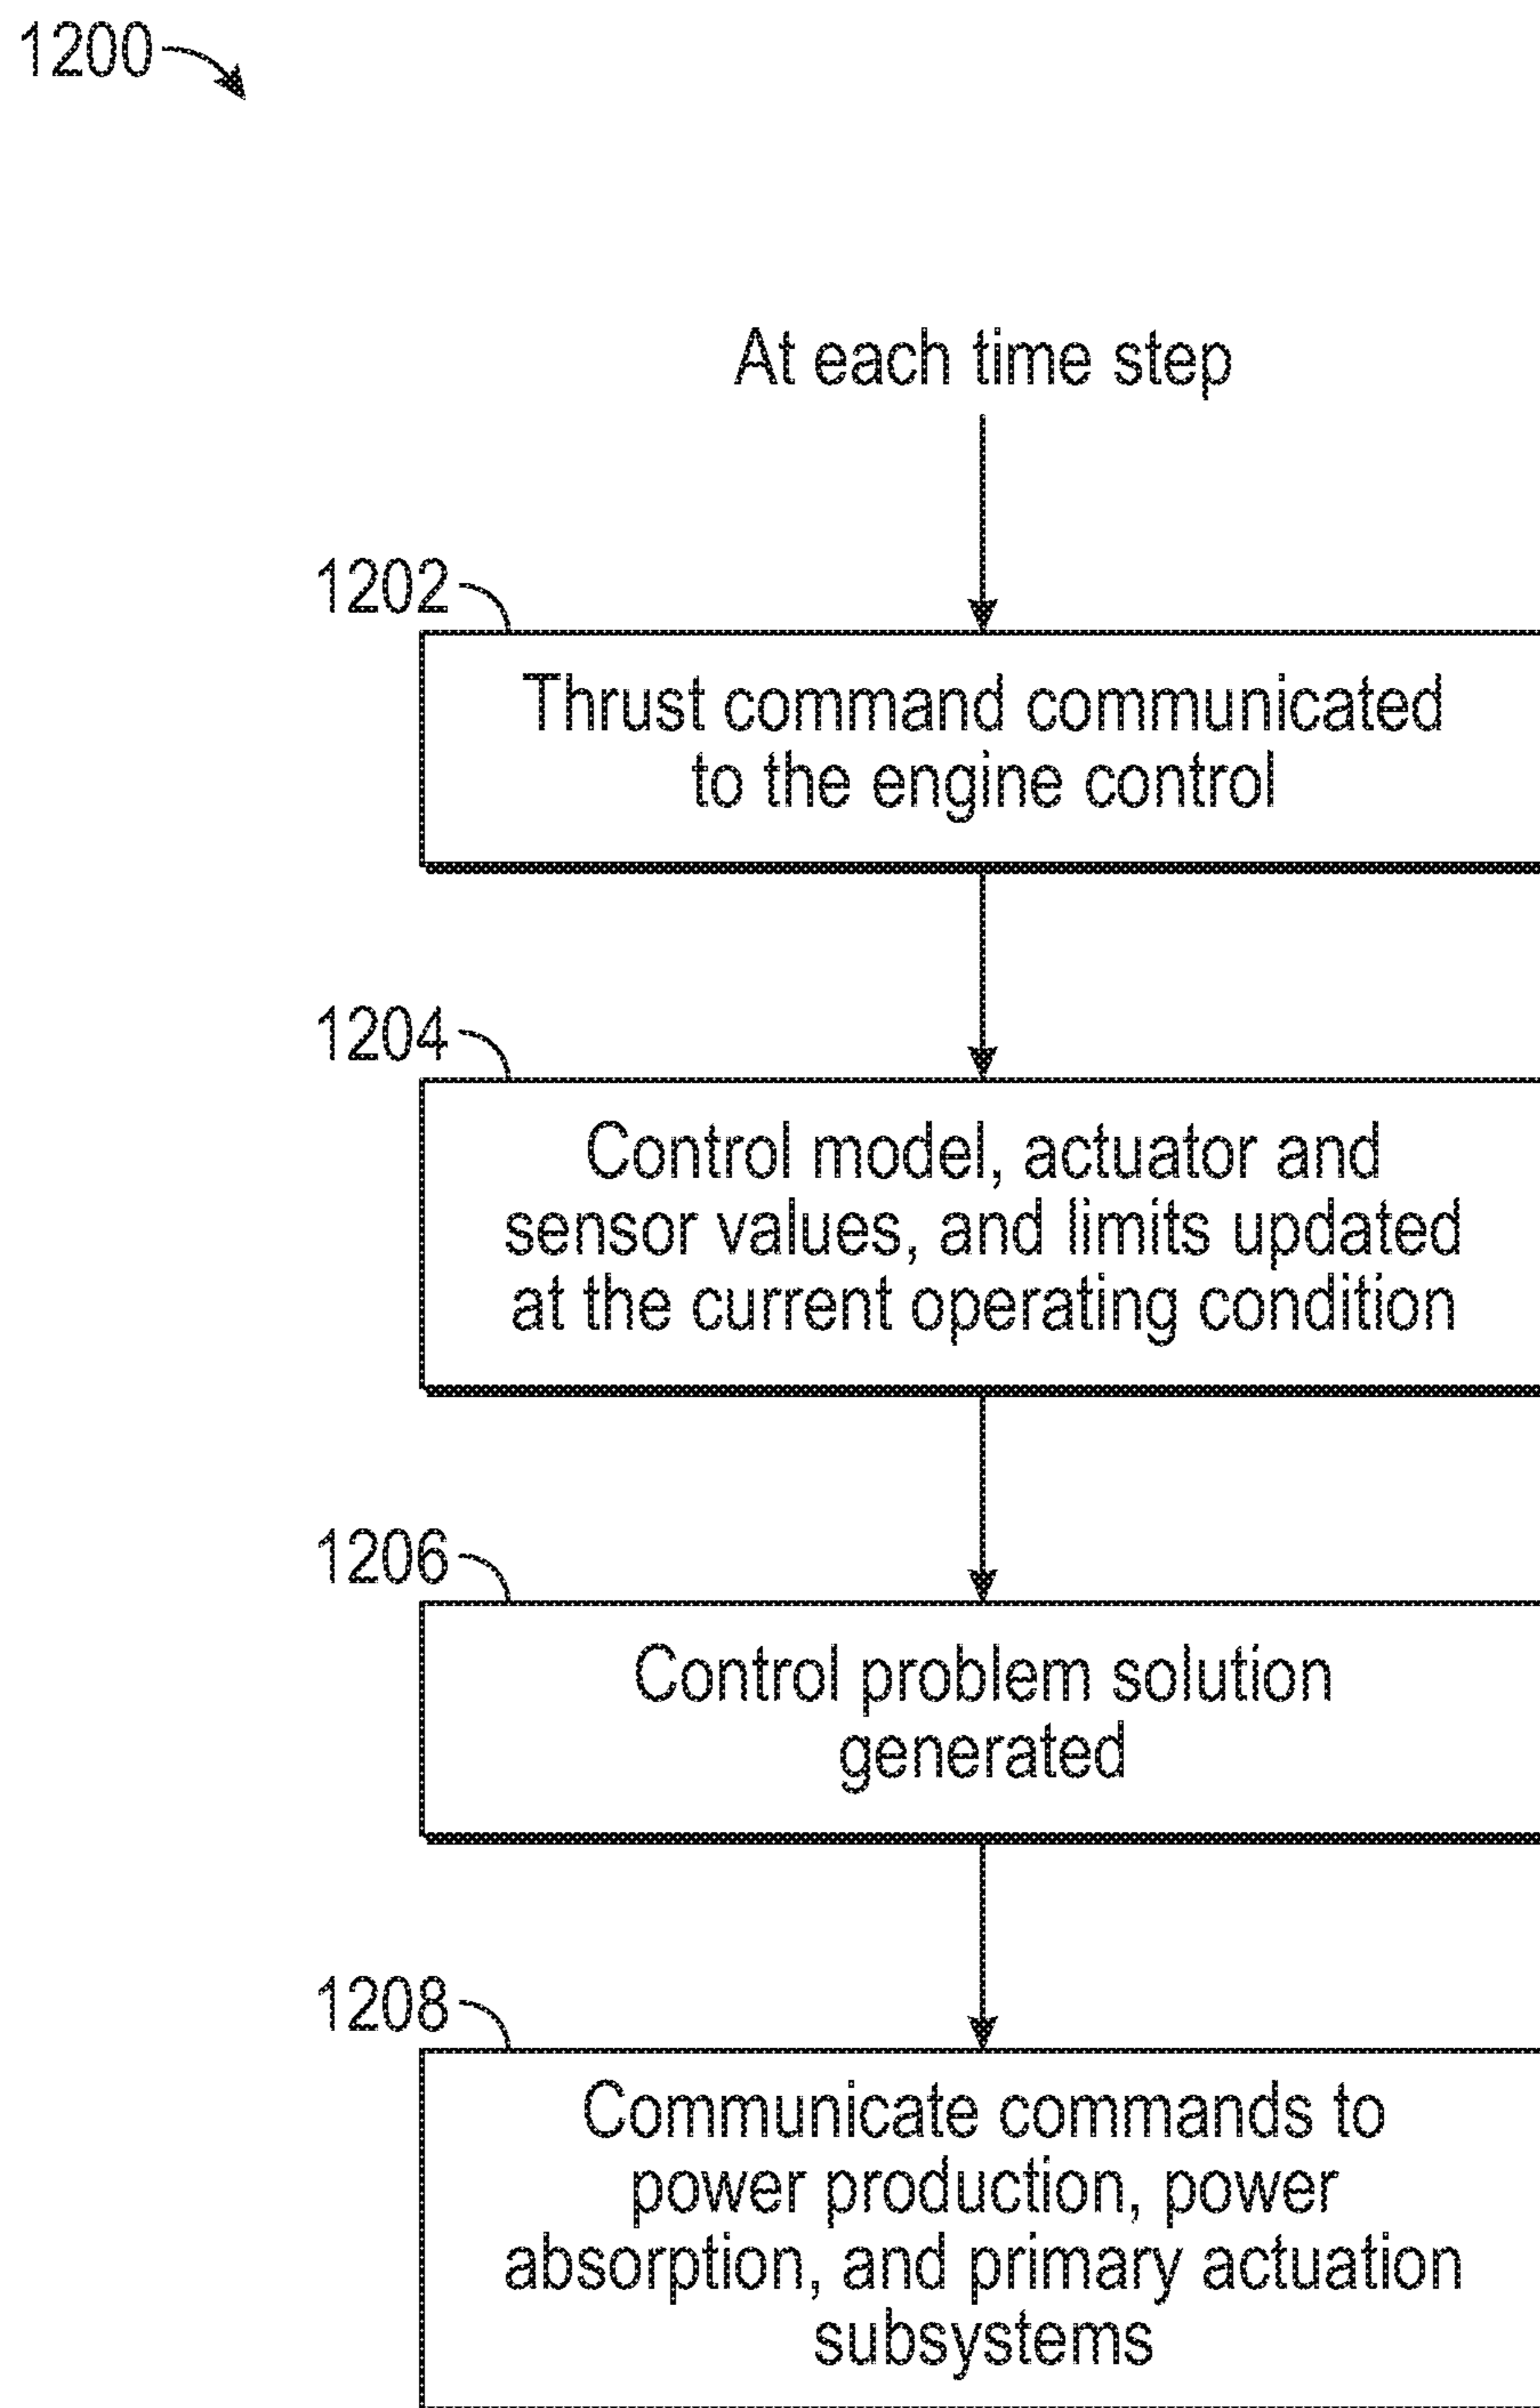 1200
At each time step
1202
Thrust command communicated
to the engine control
1204
Control model, actuator and
sensor values, and limits updated
at the current operating condition
1206
Control problem solution
generated
1208
Communicate commands to
power production, power
absorption, and primary actuation
subsystems